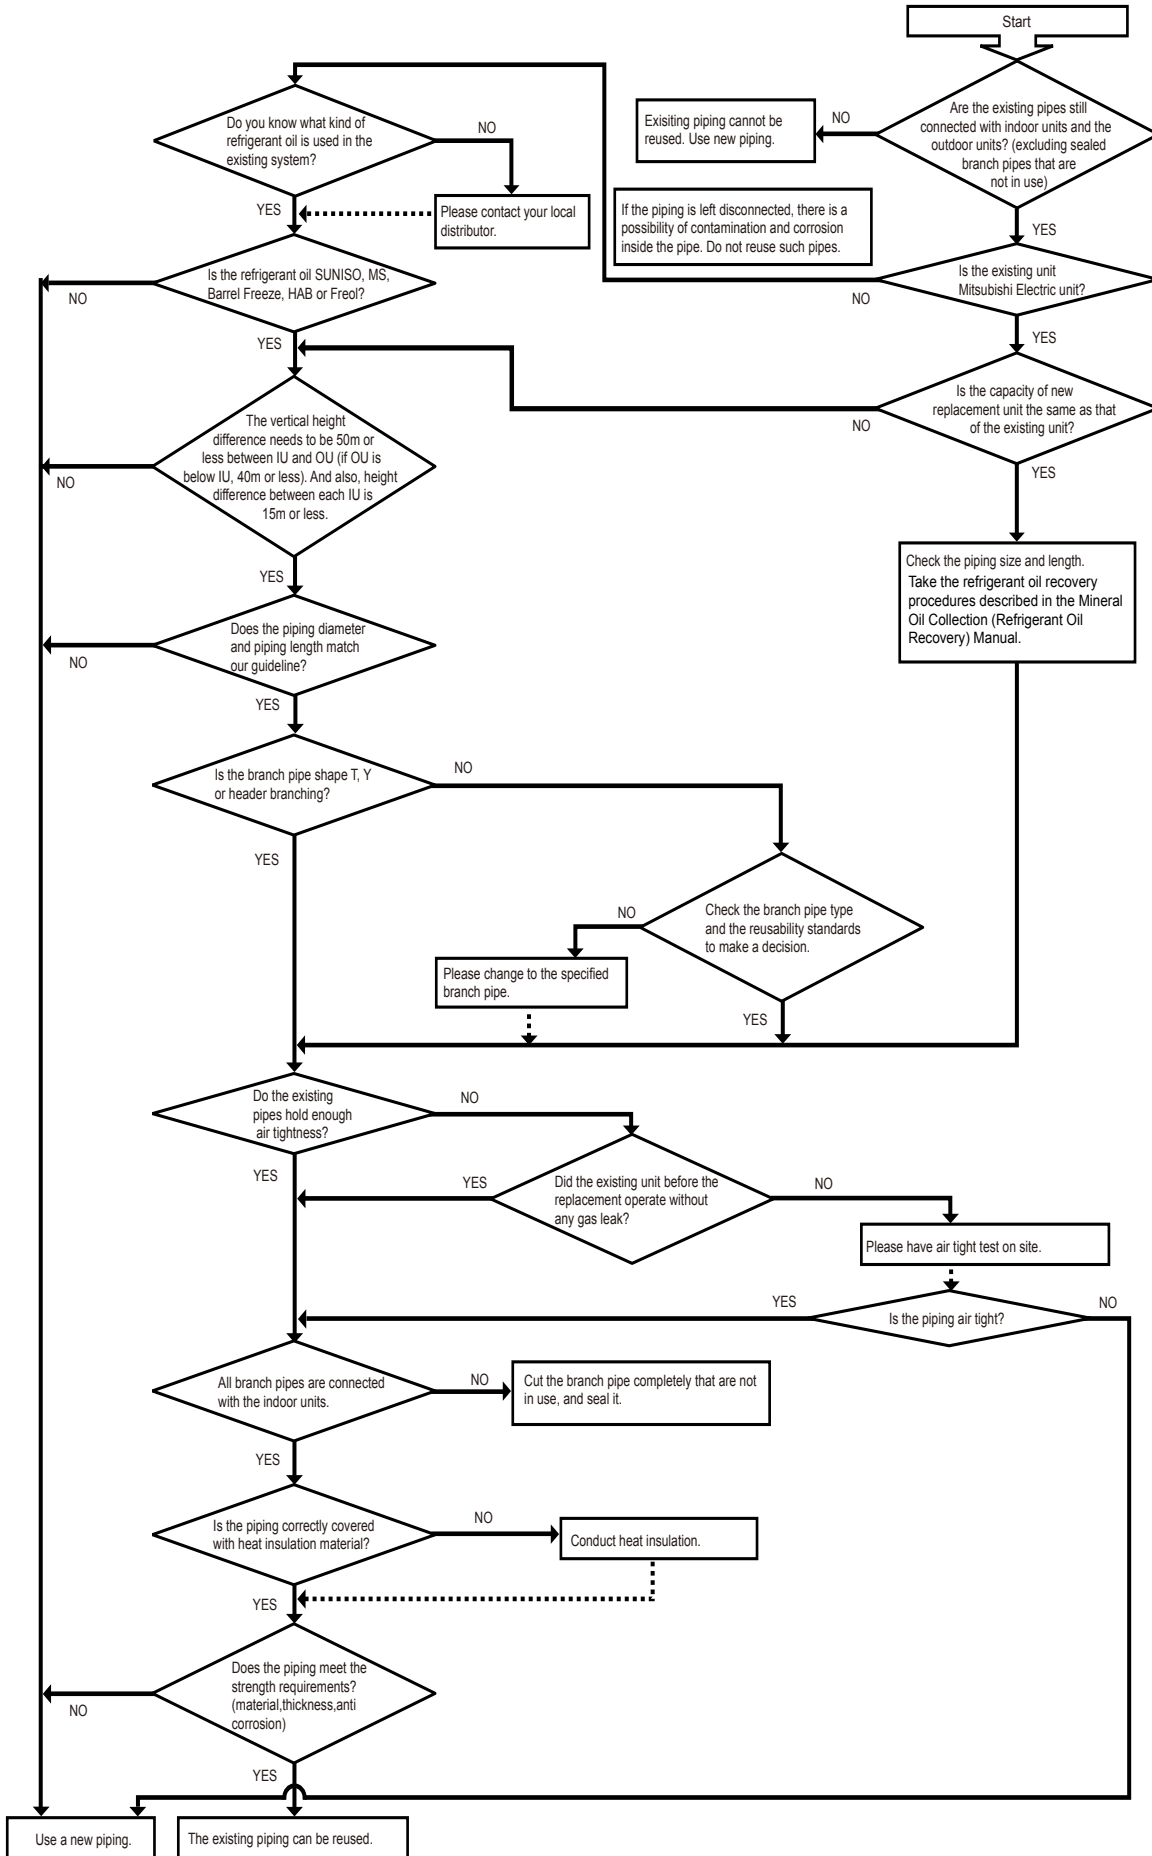 Start
Are the existing pipes still
connected with indoor units and the
outdoor units? (excluding sealed
branch pipes that are
not in use)
NO
Exisiting piping cannot be
reused. Use new piping.
YES
If the piping is left disconnected, there is a
possibility of contamination and corrosion
inside the pipe. Do not reuse such pipes.
Is the existing unit
Mitsubishi Electric unit?
NO
YES
Is the capacity of new
replacement unit the same as that
of the existing unit?
NO
YES
Check the piping size and length.
Take the refrigerant oil recovery
procedures described in the Mineral
Oil Collection (Refrigerant Oil
Recovery) Manual.
Do you know what kind of
refrigerant oil is used in the
existing system?
NO
YES
Please contact your local
distributor.
Is the refrigerant oil SUNISO, MS,
Barrel Freeze, HAB or Freol?
NO
YES
The vertical height
difference needs to be 50m or
less between IU and OU (if OU is
below IU, 40m or less). And also, height
difference between each IU is
15m or less.
NO
YES
Does the piping diameter
and piping length match
our guideline?
NO
YES
Is the branch pipe shape T, Y
or header branching?
NO
YES
Check the branch pipe type
and the reusability standards
to make a decision.
NO
Please change to the specified
branch pipe.
YES
Do the existing
pipes hold enough
air tightness?
NO
YES
Did the existing unit before the
replacement operate without
any gas leak?
YES
NO
Please have air tight test on site.
Is the piping air tight?
YES
NO
All branch pipes are connected
with the indoor units.
NO
Cut the branch pipe completely that are not
in use, and seal it.
YES
Is the piping correctly covered
with heat insulation material?
NO
Conduct heat insulation.
YES
Does the piping meet the
strength requirements?
(material,thickness,anti
corrosion)
NO
YES
Use a new piping.
The existing piping can be reused.